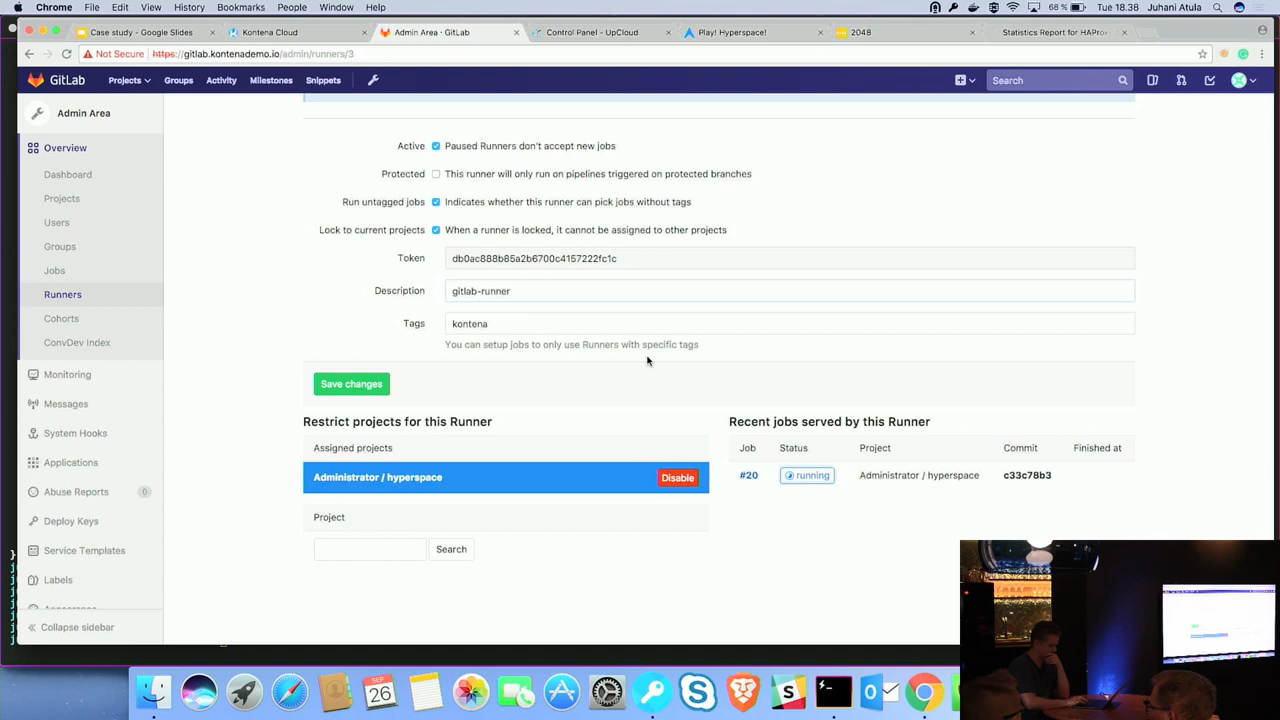 Chrome File Edit View History Bookmarks People Window Help 68 % Tue 18.38 Juhani Atula
Case study - Google Slides Kontena Cloud Admin Area · GitLab Control Panel - UpCloud Play! Hyperspace! 2048 Statistics Report for HAPro
Not Secure https://gitlab.kontenademo.io/admin/runners/3
GitLab Projects Groups Activity Milestones Snippets Search
Admin Area
Overview
Dashboard
Projects
Users
Groups
Jobs
Runners
Cohorts
ConvDev Index
Monitoring
Messages
System Hooks
Applications
Abuse Reports 0
Deploy Keys
Service Templates
Labels
Collapse sidebar
Active Paused Runners don't accept new jobs
Protected This runner will only run on pipelines triggered on protected branches
Run untagged jobs Indicates whether this runner can pick jobs without tags
Lock to current projects When a runner is locked, it cannot be assigned to other projects
Token db0ac888b85a2b6700c4157222fc1c
Description gitlab-runner
Tags kontena
You can setup jobs to only use Runners with specific tags
Save changes
Restrict projects for this Runner
Assigned projects
Administrator / hyperspace Disable
Project
Search
Recent jobs served by this Runner
Job Status Project Commit Finished at
#20 running Administrator / hyperspace c33c78b3
SEP
26